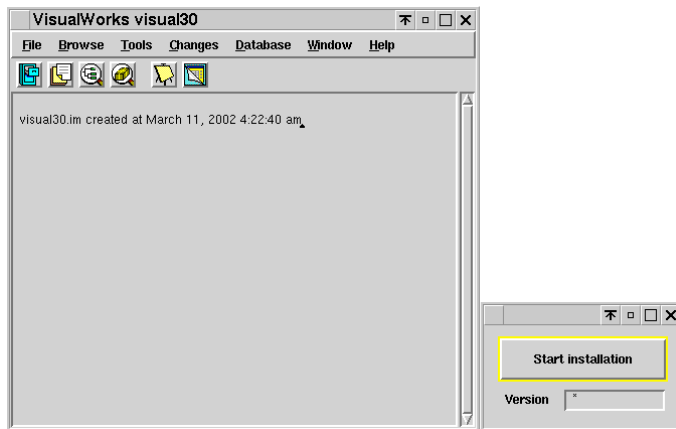 VisualWorks visual30
File Browse Tools Changes Database Window Help
visual30.im created at March 11, 2002 4:22:40 am
Start installation
Version *